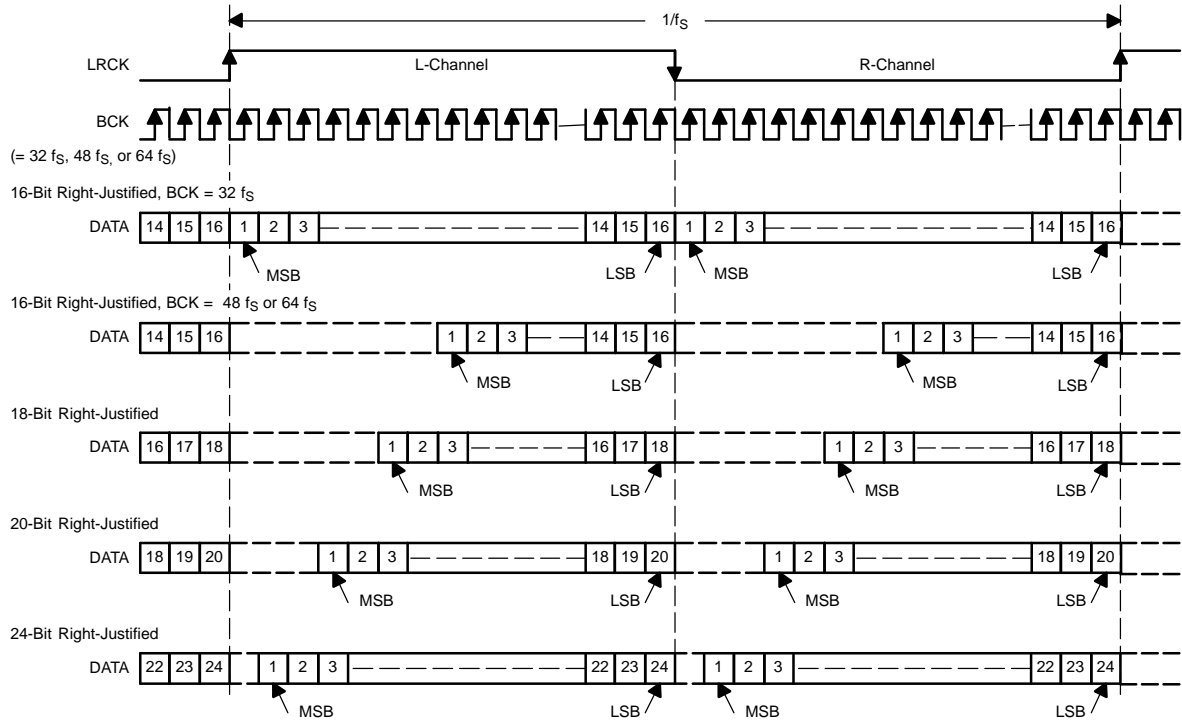 1/fS
LRCK L-Channel R-Channel
BCK
(= 32 fS, 48 fS, or 64 fS)
16-Bit Right-Justified, BCK = 32 fS
DATA 14 15 16 1 2 3 14 15 16 1 2 3 14 15 16
MSB LSB MSB LSB
16-Bit Right-Justified, BCK = 48 fS or 64 fS
DATA 14 15 16 1 2 3 14 15 16 1 2 3 14 15 16
MSB LSB MSB LSB
18-Bit Right-Justified
DATA 16 17 18 1 2 3 16 17 18 1 2 3 16 17 18
MSB LSB MSB LSB
20-Bit Right-Justified
DATA 18 19 20 1 2 3 18 19 20 1 2 3 18 19 20
MSB LSB MSB LSB
24-Bit Right-Justified
DATA 22 23 24 1 2 3 22 23 24 1 2 3 22 23 24
MSB LSB MSB LSB